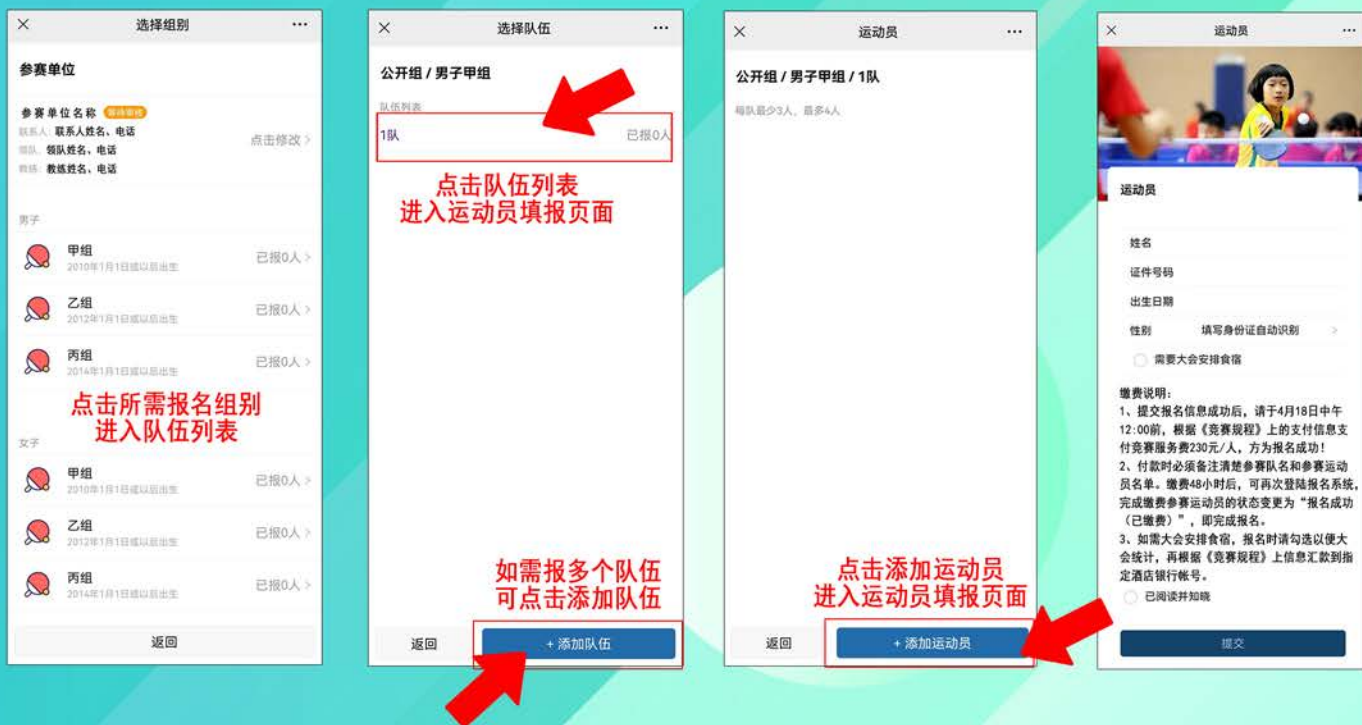 选择组别
参赛单位
参赛单位名称 等待审核
联系人: 联系人姓名、电话
领队: 领队姓名、电话
教练: 教练姓名、电话
点击修改 >
男子
甲组
2010年1月1日或以后出生
已报0人 >
乙组
2012年1月1日或以后出生
已报0人 >
丙组
2014年1月1日或以后出生
已报0人 >
点击所需报名组别
进入队伍列表
女子
甲组
2010年1月1日或以后出生
已报0人 >
乙组
2012年1月1日或以后出生
已报0人 >
丙组
2014年1月1日或以后出生
已报0人 >
返回
选择队伍
公开组 / 男子甲组
队伍列表
1队
已报0人
点击队伍列表
进入运动员填报页面
如需报多个队伍
可点击添加队伍
返回
+ 添加队伍
运动员
公开组 / 男子甲组 / 1队
每队最少3人，最多4人
点击添加运动员
进入运动员填报页面
返回
+ 添加运动员
运动员
运动员
姓名
证件号码
出生日期
性别 填写身份证自动识别 >
需要大会安排食宿
缴费说明:
1、提交报名信息成功后，请于4月18日中午
12:00前，根据《竞赛规程》上的支付信息支
付竞赛服务费230元/人，方为报名成功！
2、付款时必须备注清楚参赛队名和参赛运动
员名单。缴费48小时后，可再次登陆报名系统，
完成缴费参赛运动员的状态变更为“报名成功
（已缴费）”，即完成报名。
3、如需大会安排食宿，报名时请勾选以便大
会统计，再根据《竞赛规程》上信息汇款到指
定酒店银行帐号。
已阅读并知晓
提交